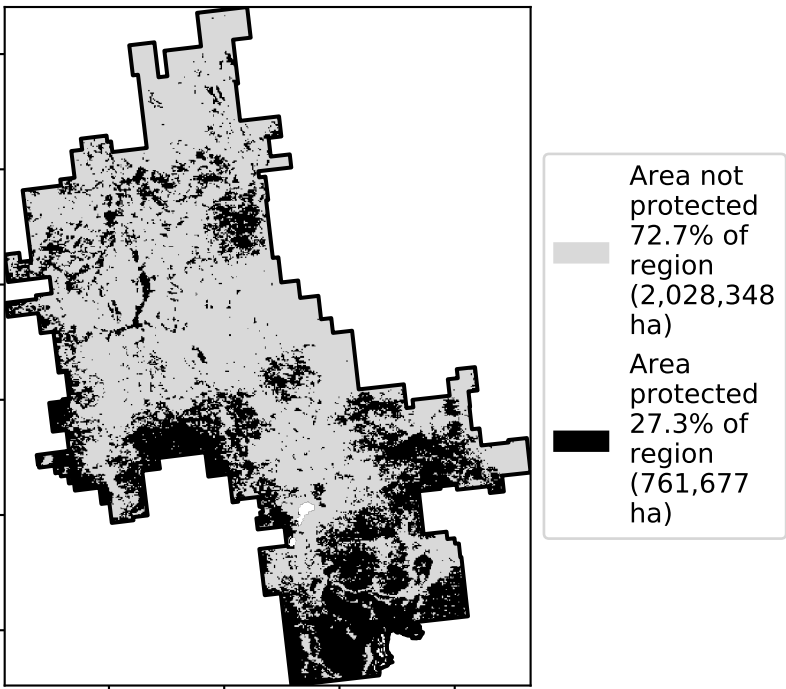 Area not
protected
72.7% of
region
(2,028,348
ha)
Area
protected
27.3% of
region
(761,677
ha)